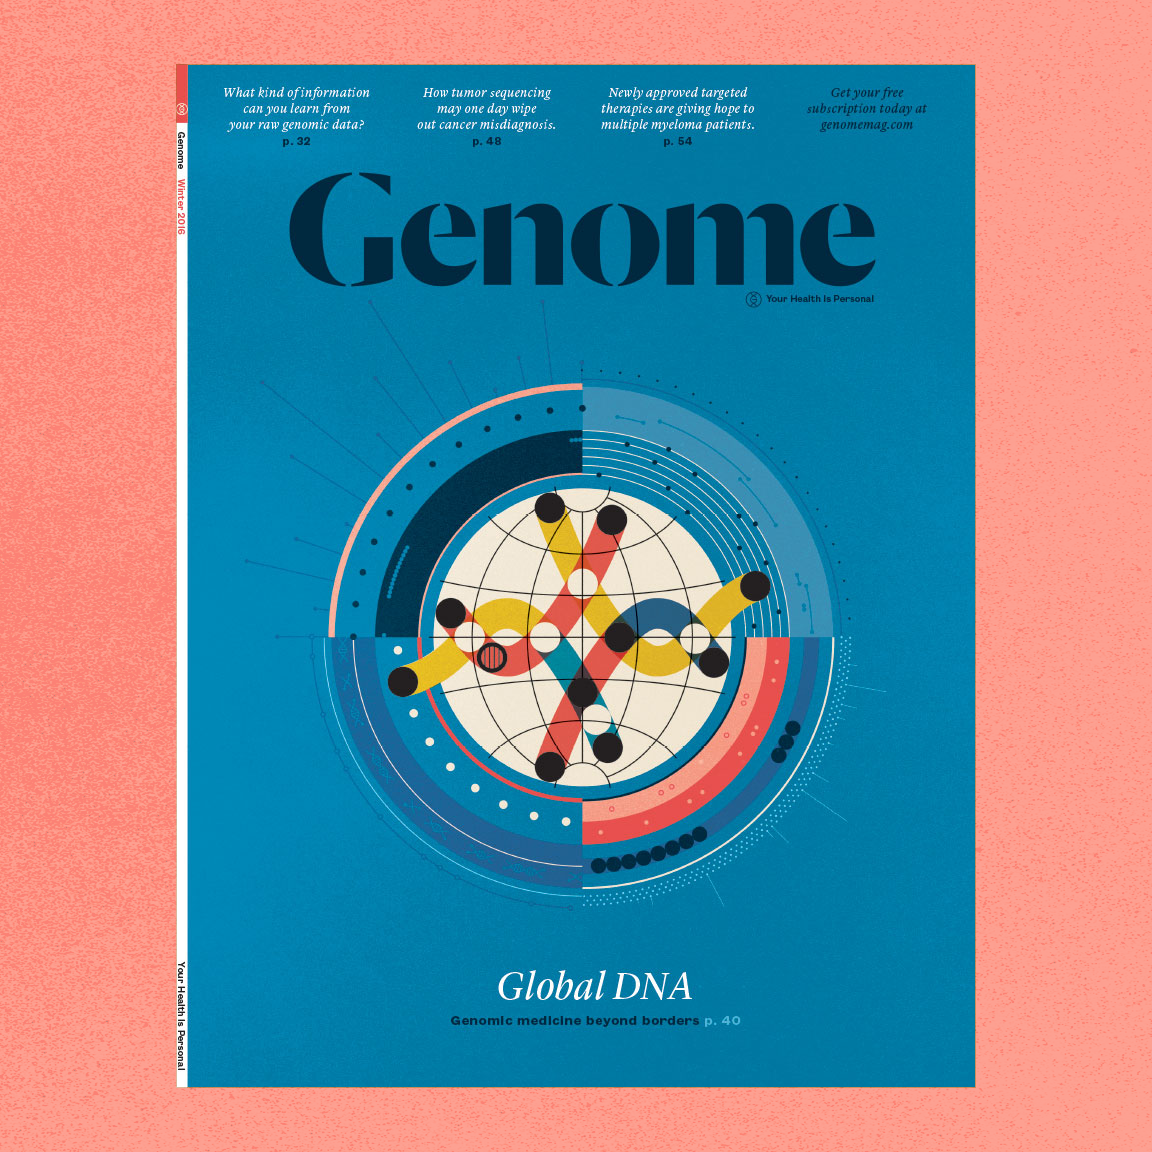 What kind of information
can you learn from
your raw genomic data?
p. 32
How tumor sequencing
may one day wipe
out cancer misdiagnosis.
p. 48
Newly approved targeted
therapies are giving hope to
multiple myeloma patients.
p. 54
Get your free
subscription today at
genomemag.com
Genome
Your Health Is Personal
Global DNA
Genomic medicine beyond borders p. 40
Genome Winter 2016
Your Health Is Personal